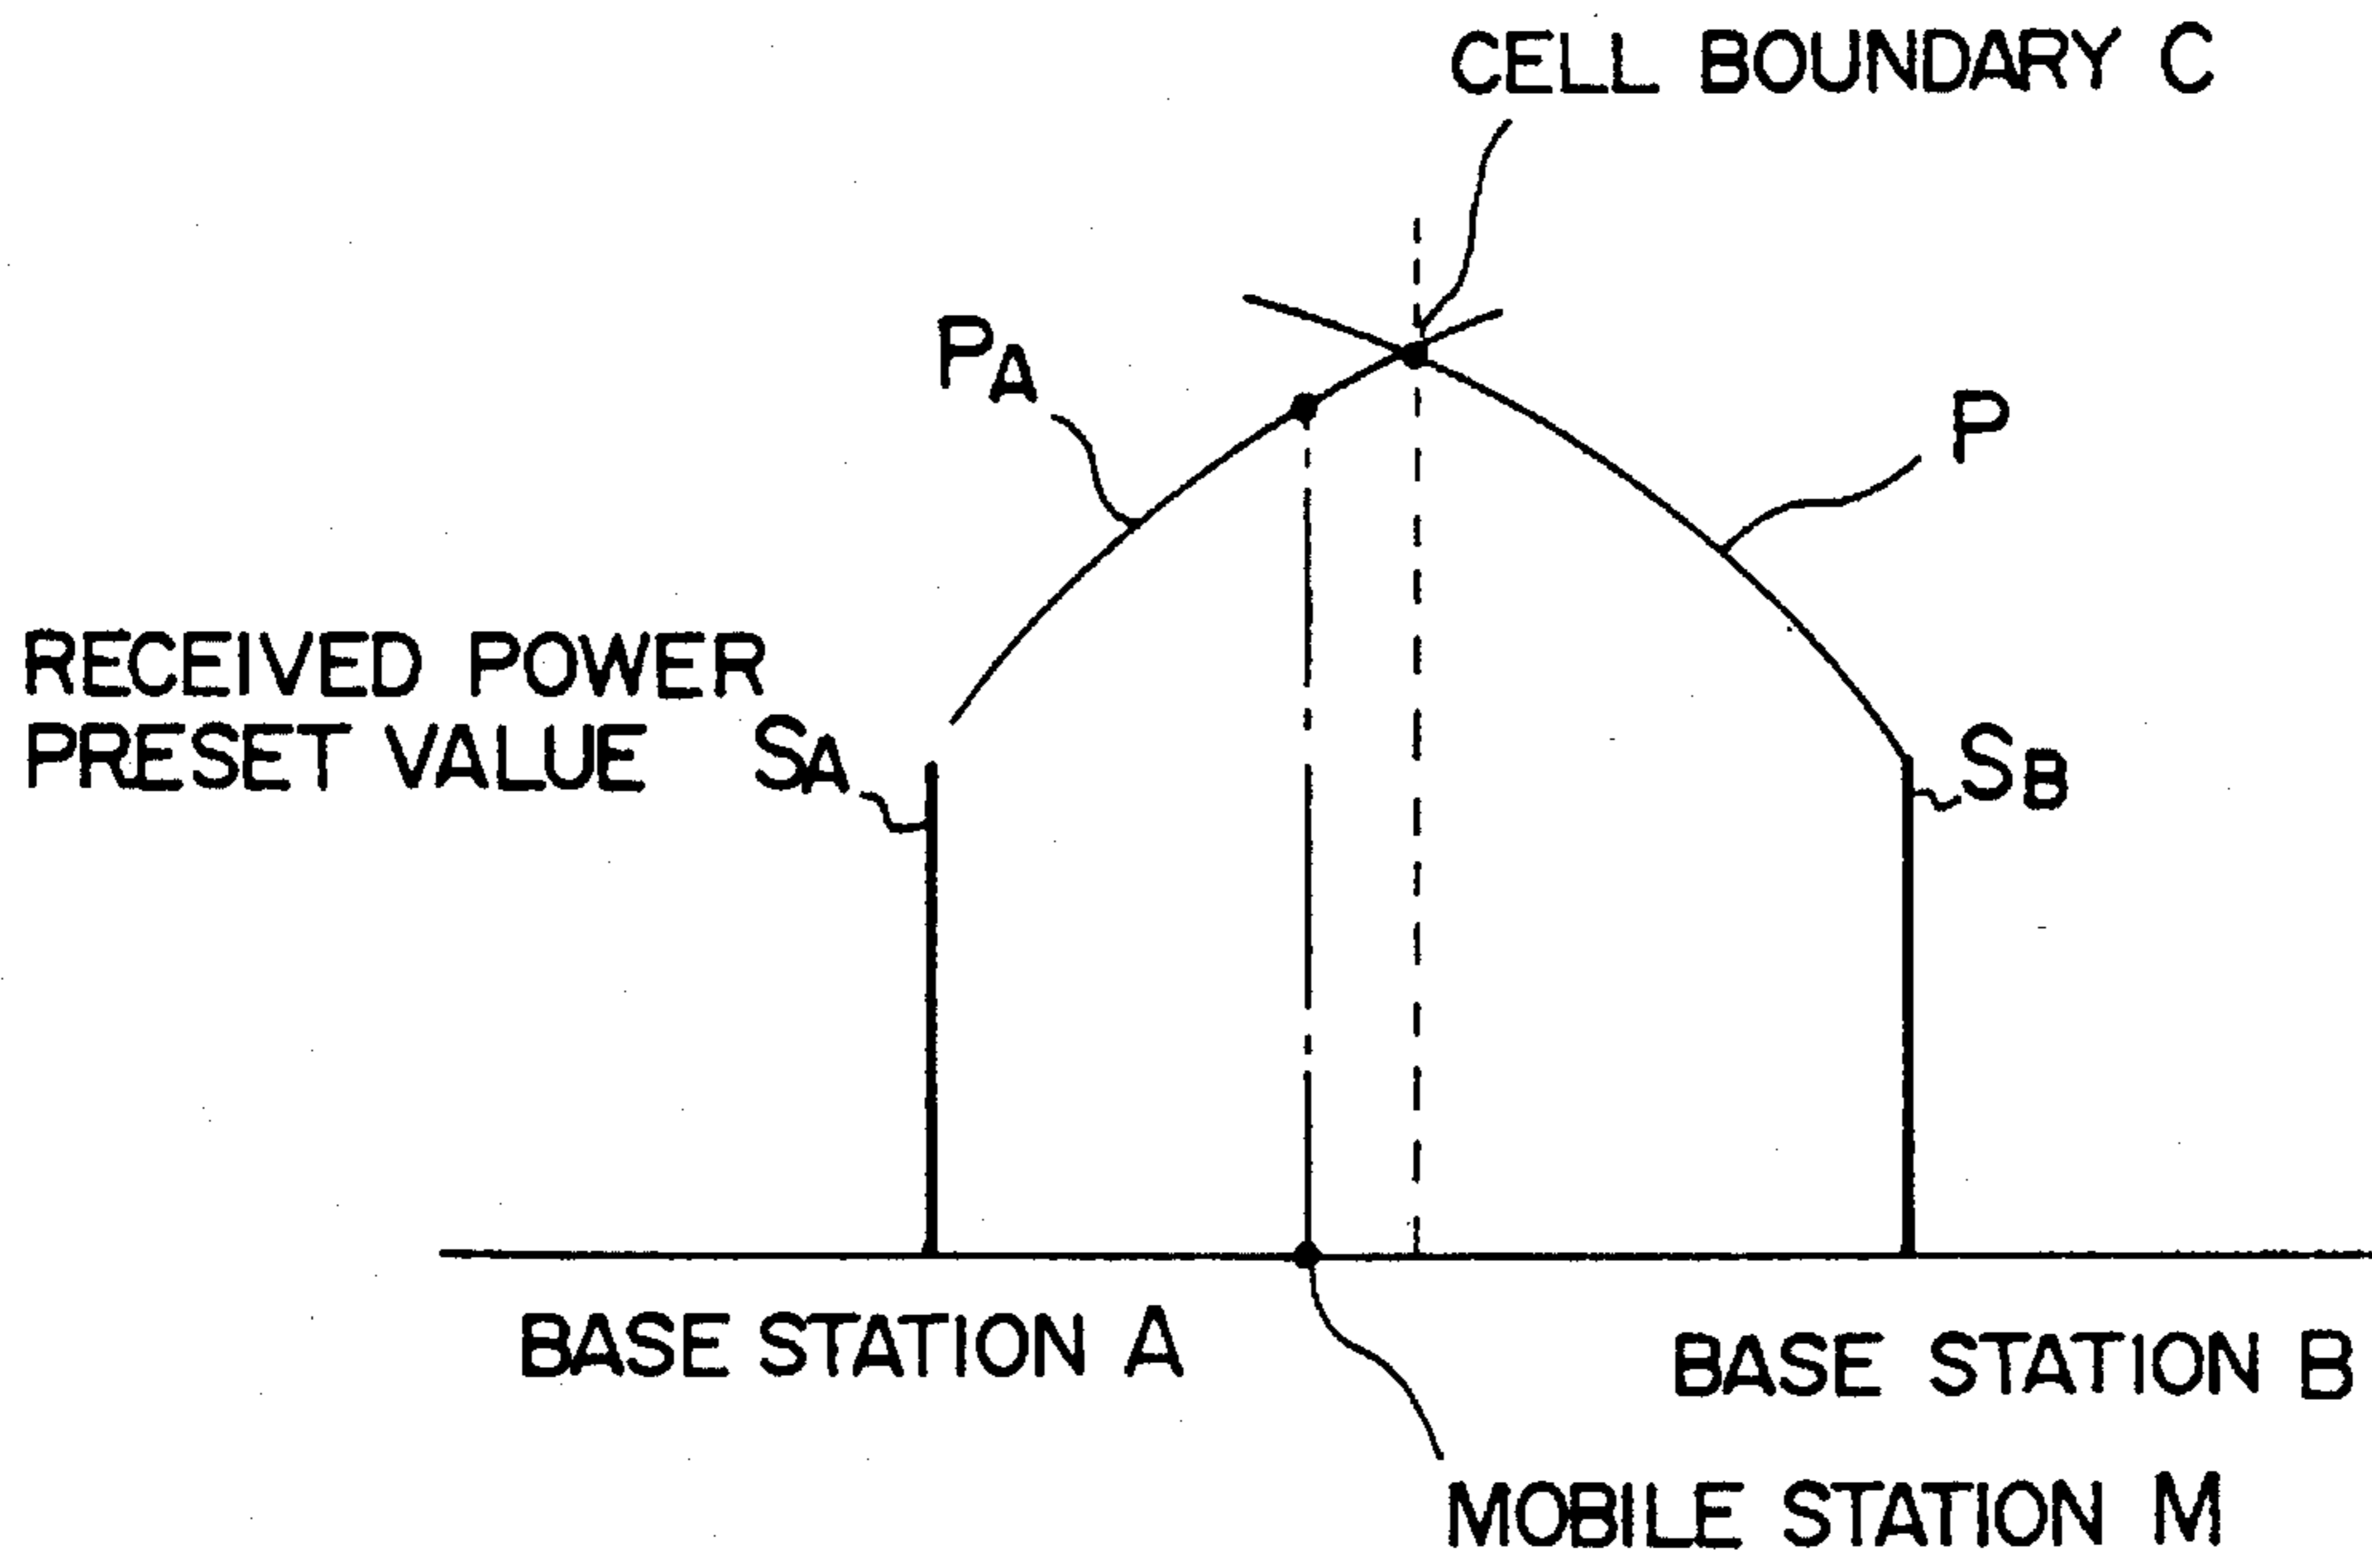 CELL BOUNDARY C
PA
P
RECEIVED POWER
PRESET VALUE SA
SB
BASE STATION A
BASE STATION B
MOBILE STATION M